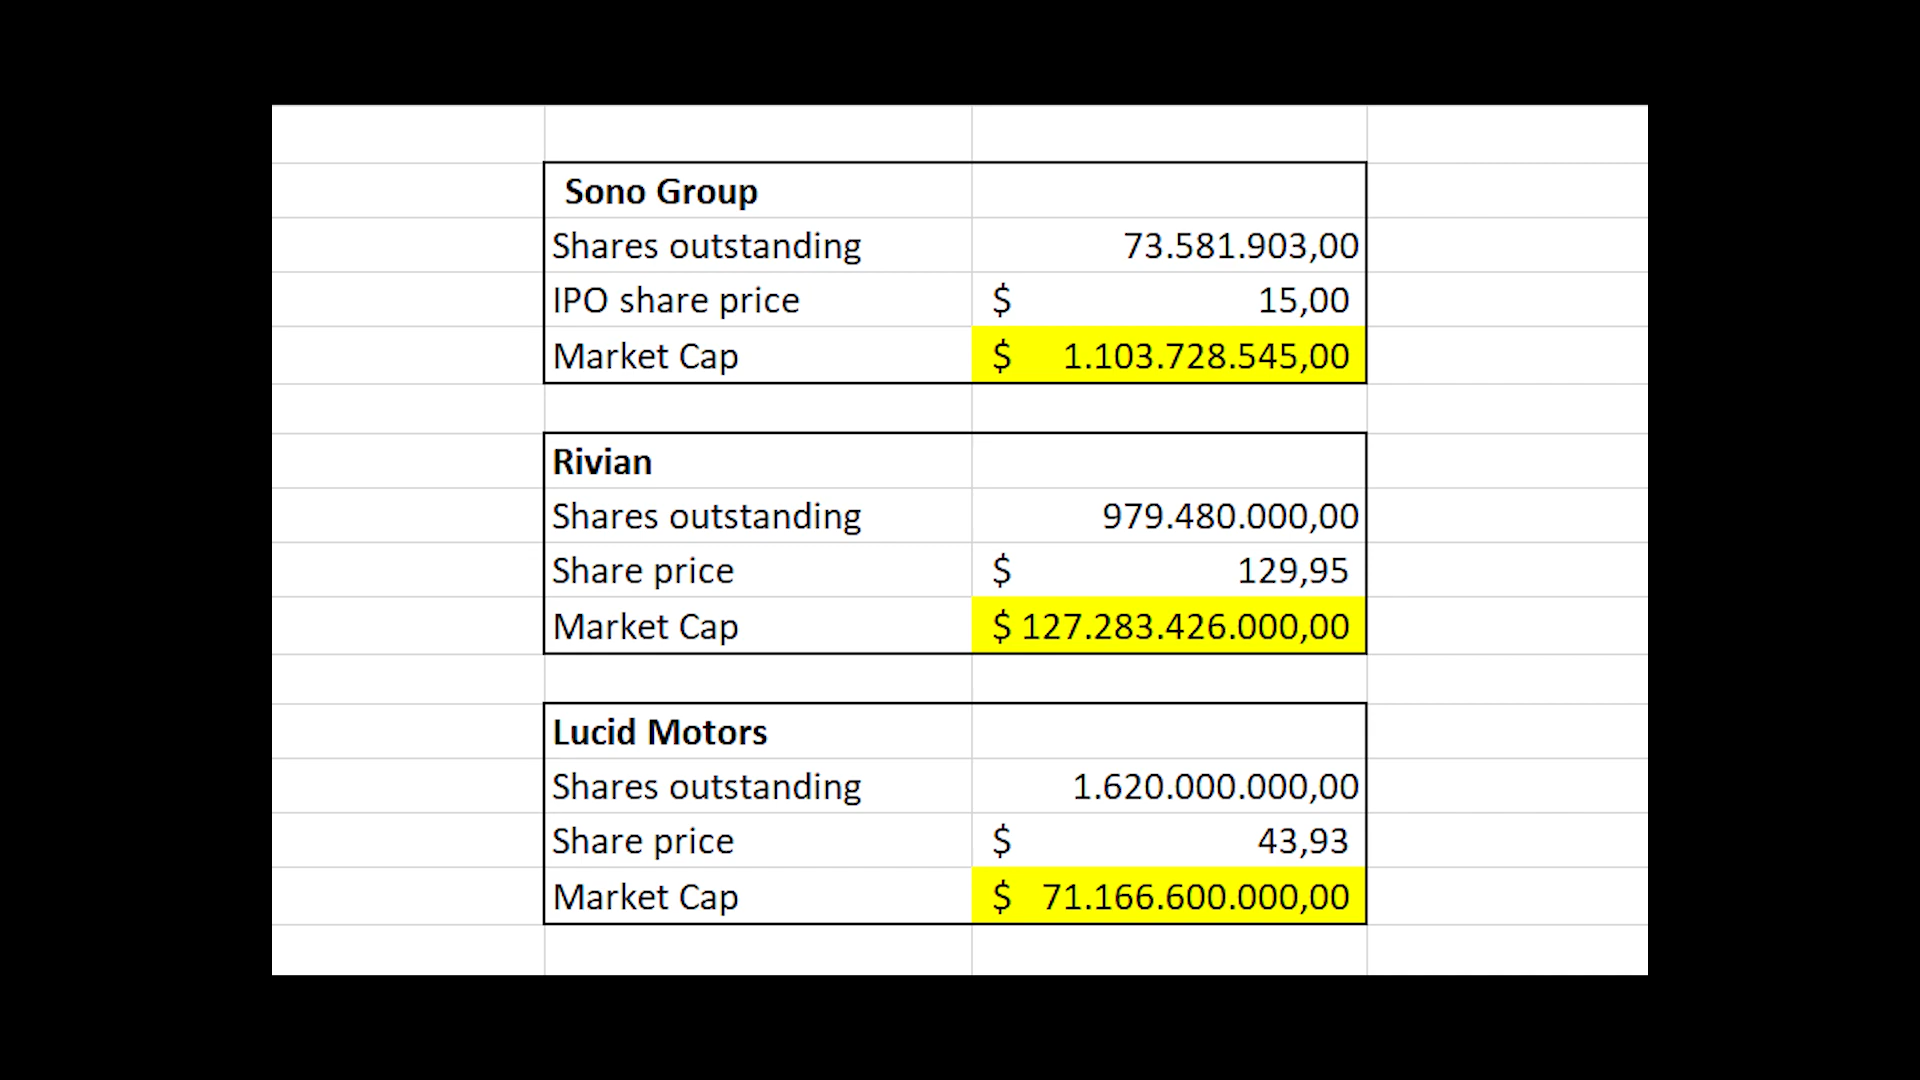 Sono Group
Shares outstanding 73.581.903,00
IPO share price $ 15,00
Market Cap $ 1.103.728.545,00
Rivian
Shares outstanding 979.480.000,00
Share price $ 129,95
Market Cap $ 127.283.426.000,00
Lucid Motors
Shares outstanding 1.620.000.000,00
Share price $ 43,93
Market Cap $ 71.166.600.000,00